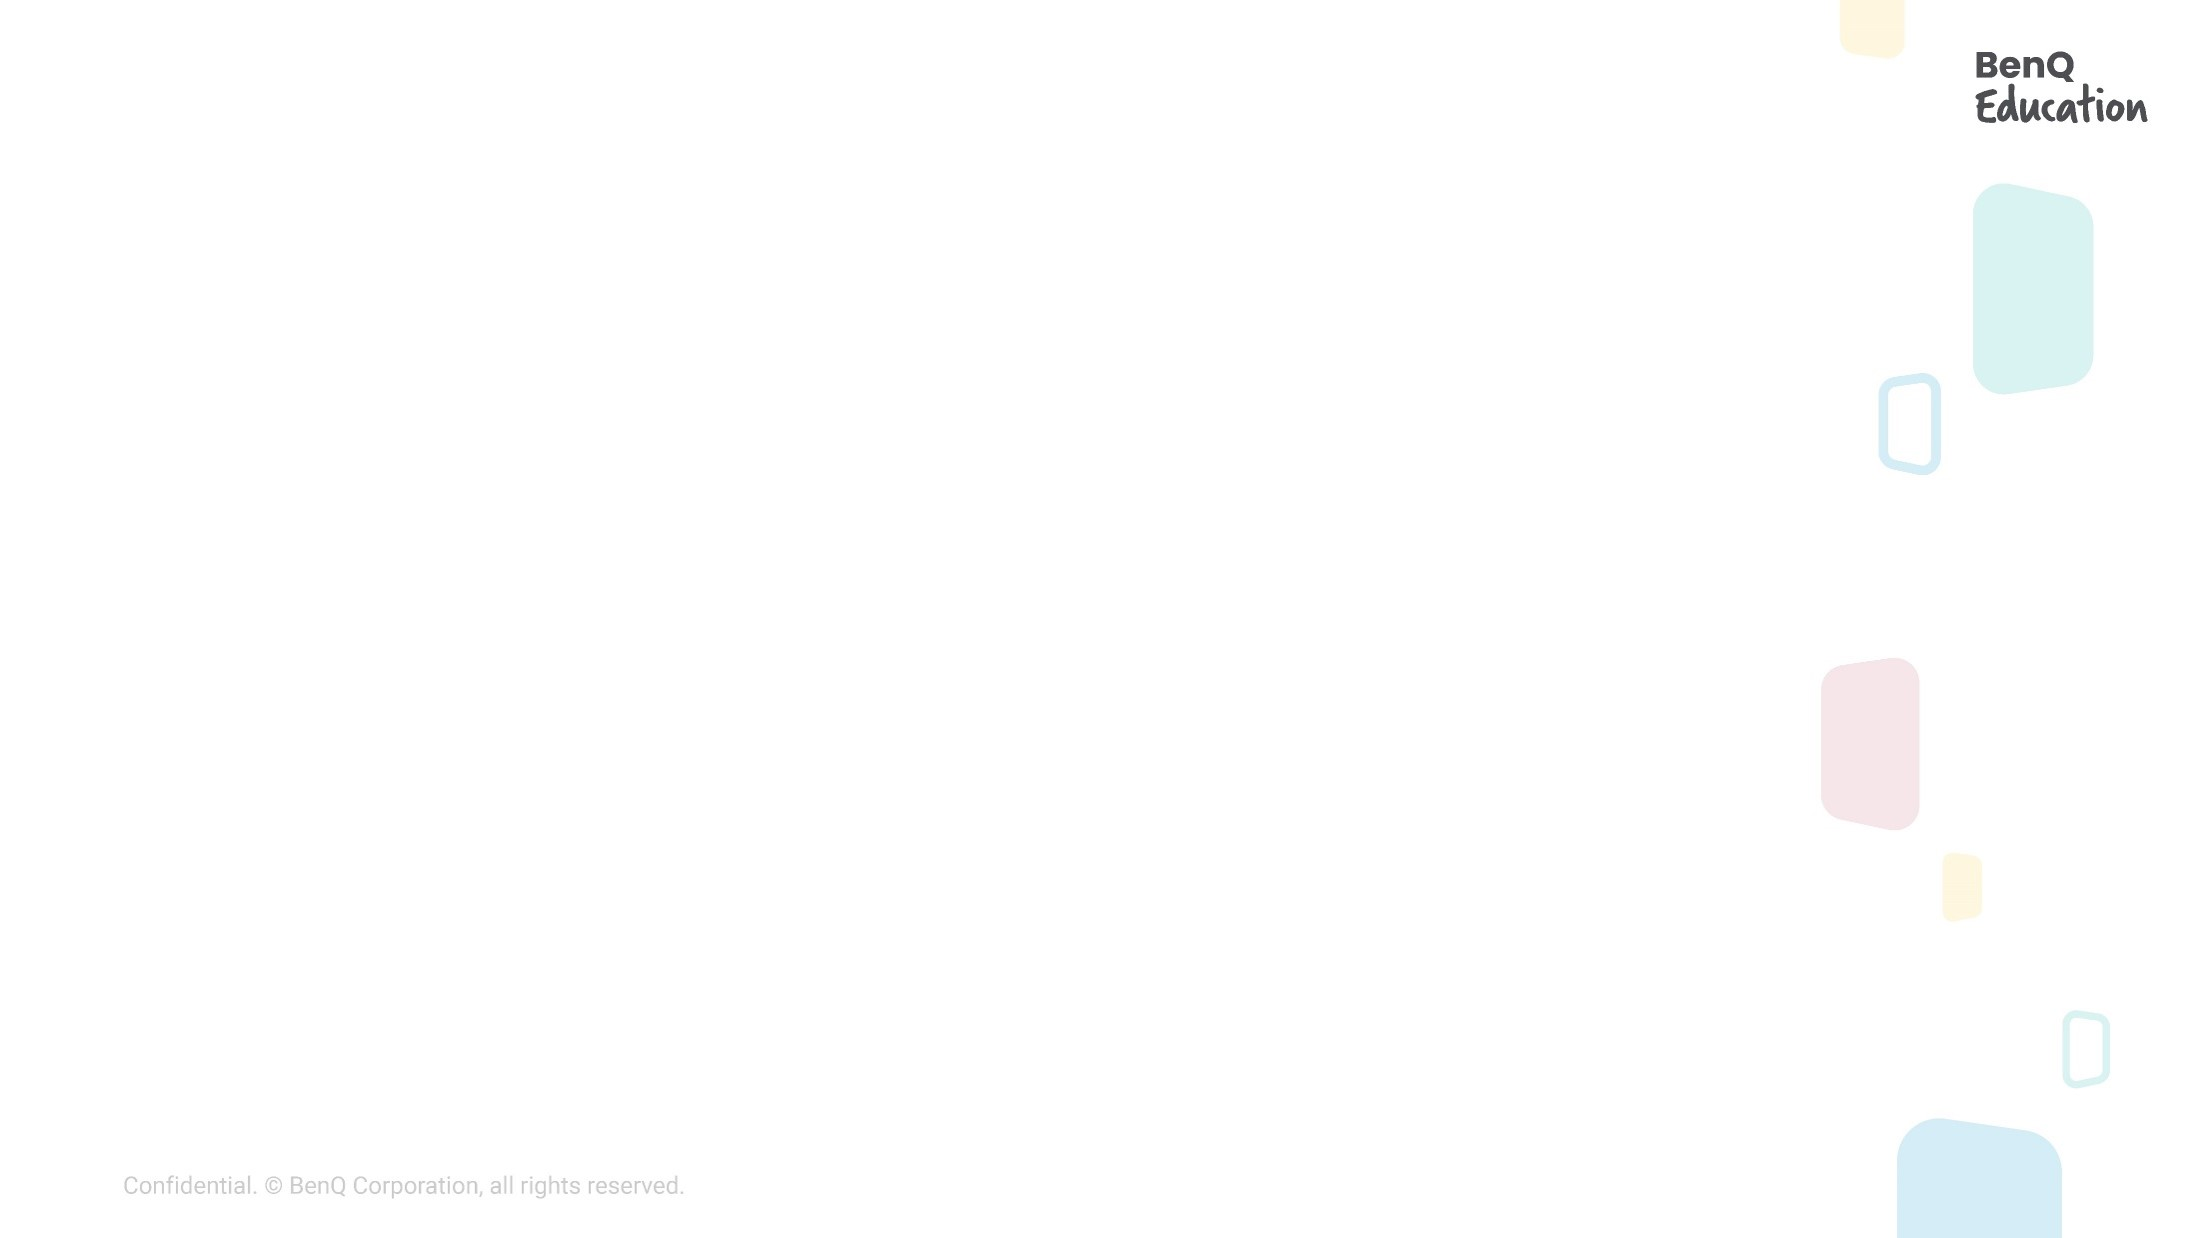 BenQ
Education
Confidential. © BenQ Corporation, all rights reserved.